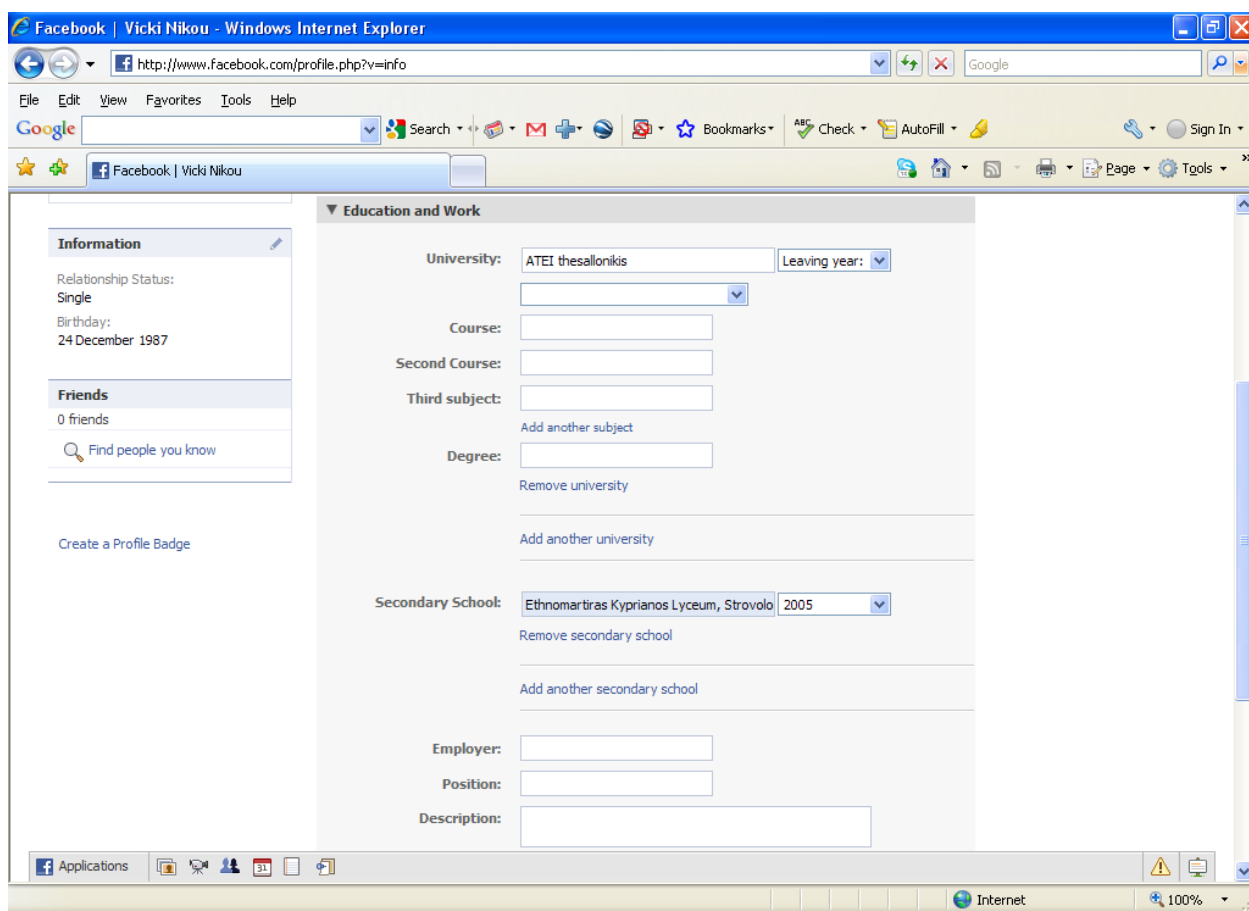 Facebook | Vicki Nikou - Windows Internet Explorer
http://www.facebook.com/profile.php?v=info
Google
File Edit View Favorites Tools Help
Google Search Bookmarks ABC Check AutoFill Sign In
Facebook | Vicki Nikou Page Tools
Education and Work
Information
University: ATEI thesallonikis Leaving year:
Relationship Status:
Single
Birthday:
24 December 1987
Course:
Second Course:
Third subject:
Add another subject
Friends
0 friends
Find people you know
Degree:
Remove university
Add another university
Create a Profile Badge
Secondary School: Ethnomartiras Kyprianos Lyceum, Strovolo 2005
Remove secondary school
Add another secondary school
Employer:
Position:
Description:
Applications 31
Internet 100%